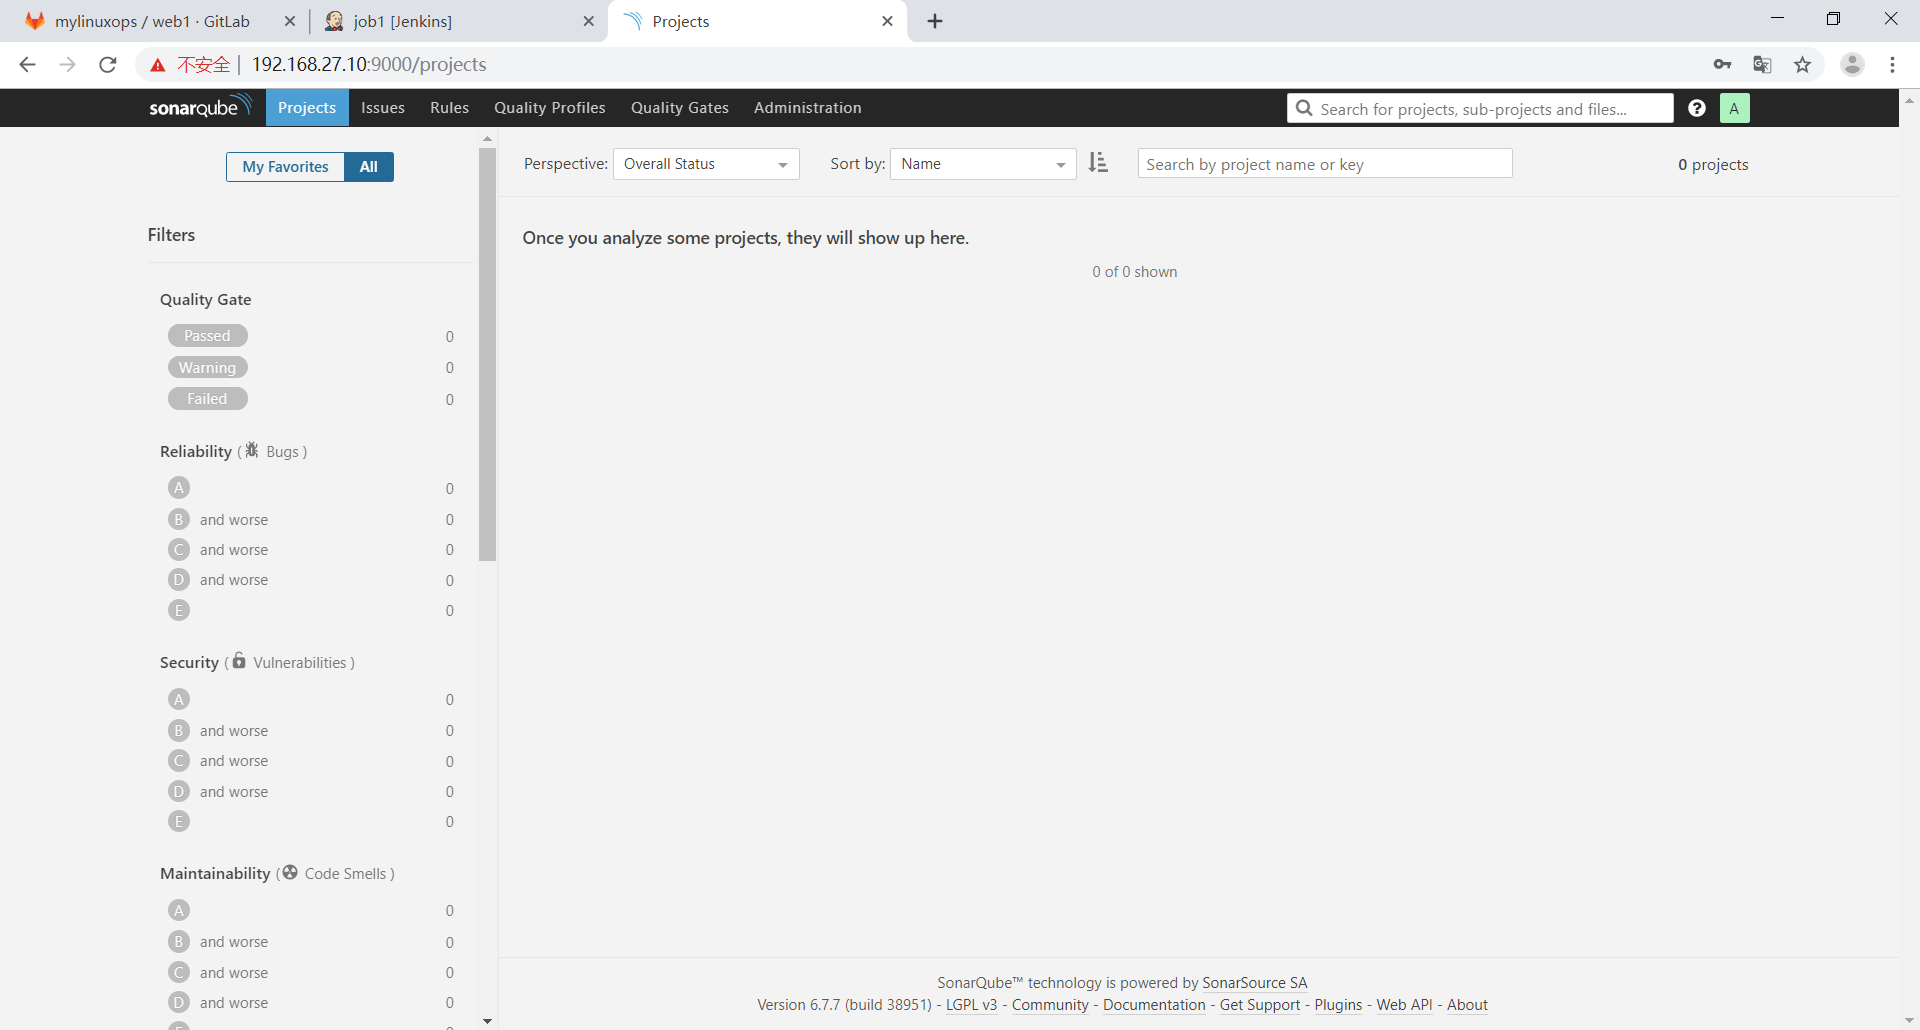 mylinuxops / web1 · GitLab
job1 [Jenkins]
Projects
不安全 | 192.168.27.10:9000/projects
sonarqube Projects Issues Rules Quality Profiles Quality Gates Administration
Search for projects, sub-projects and files...
A
My Favorites All
Perspective: Overall Status Sort by: Name Search by project name or key 0 projects
Once you analyze some projects, they will show up here.
0 of 0 shown
Filters
Quality Gate
Passed 0
Warning 0
Failed 0
Reliability ( Bugs )
A 0
B and worse 0
C and worse 0
D and worse 0
E 0
Security ( Vulnerabilities )
A 0
B and worse 0
C and worse 0
D and worse 0
E 0
Maintainability ( Code Smells )
A 0
B and worse 0
C and worse 0
D and worse 0
SonarQube™ technology is powered by SonarSource SA
Version 6.7.7 (build 38951) - LGPL v3 - Community - Documentation - Get Support - Plugins - Web API - About